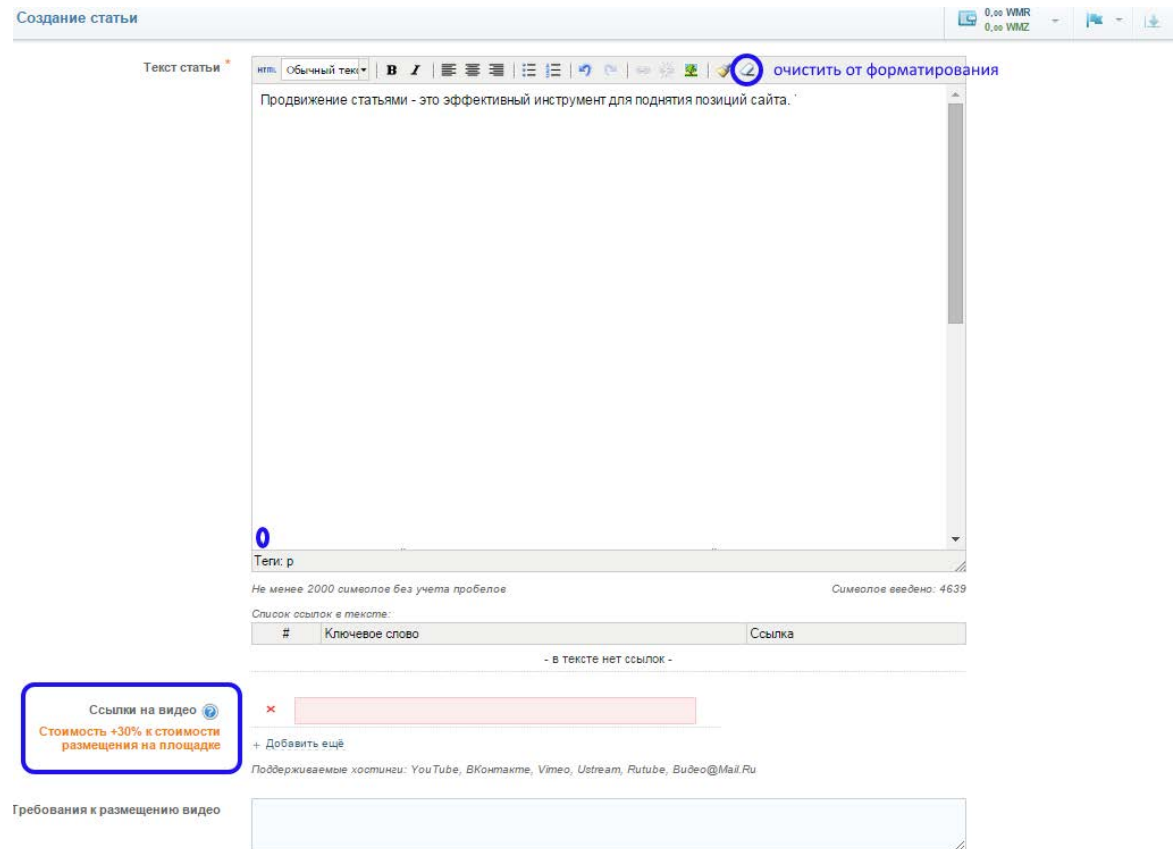 Создание статьи
0,00 WMR
0,00 WMZ
Текст статьи *
HTML Обычный текс B I очистить от форматирования
Продвижение статьями - это эффективный инструмент для поднятия позиций сайта.
Теги: p
Не менее 2000 символов без учета пробелов Символов введено: 4639
Список ссылок в тексте:
# Ключевое слово Ссылка
- в тексте нет ссылок -
Ссылки на видео ?
Стоимость +30% к стоимости
размещения на площадке
+ Добавить ещё
Поддерживаемые хостинги: YouTube, ВКонтакте, Vimeo, Ustream, Rutube, Видео@Mail.Ru
Требования к размещению видео